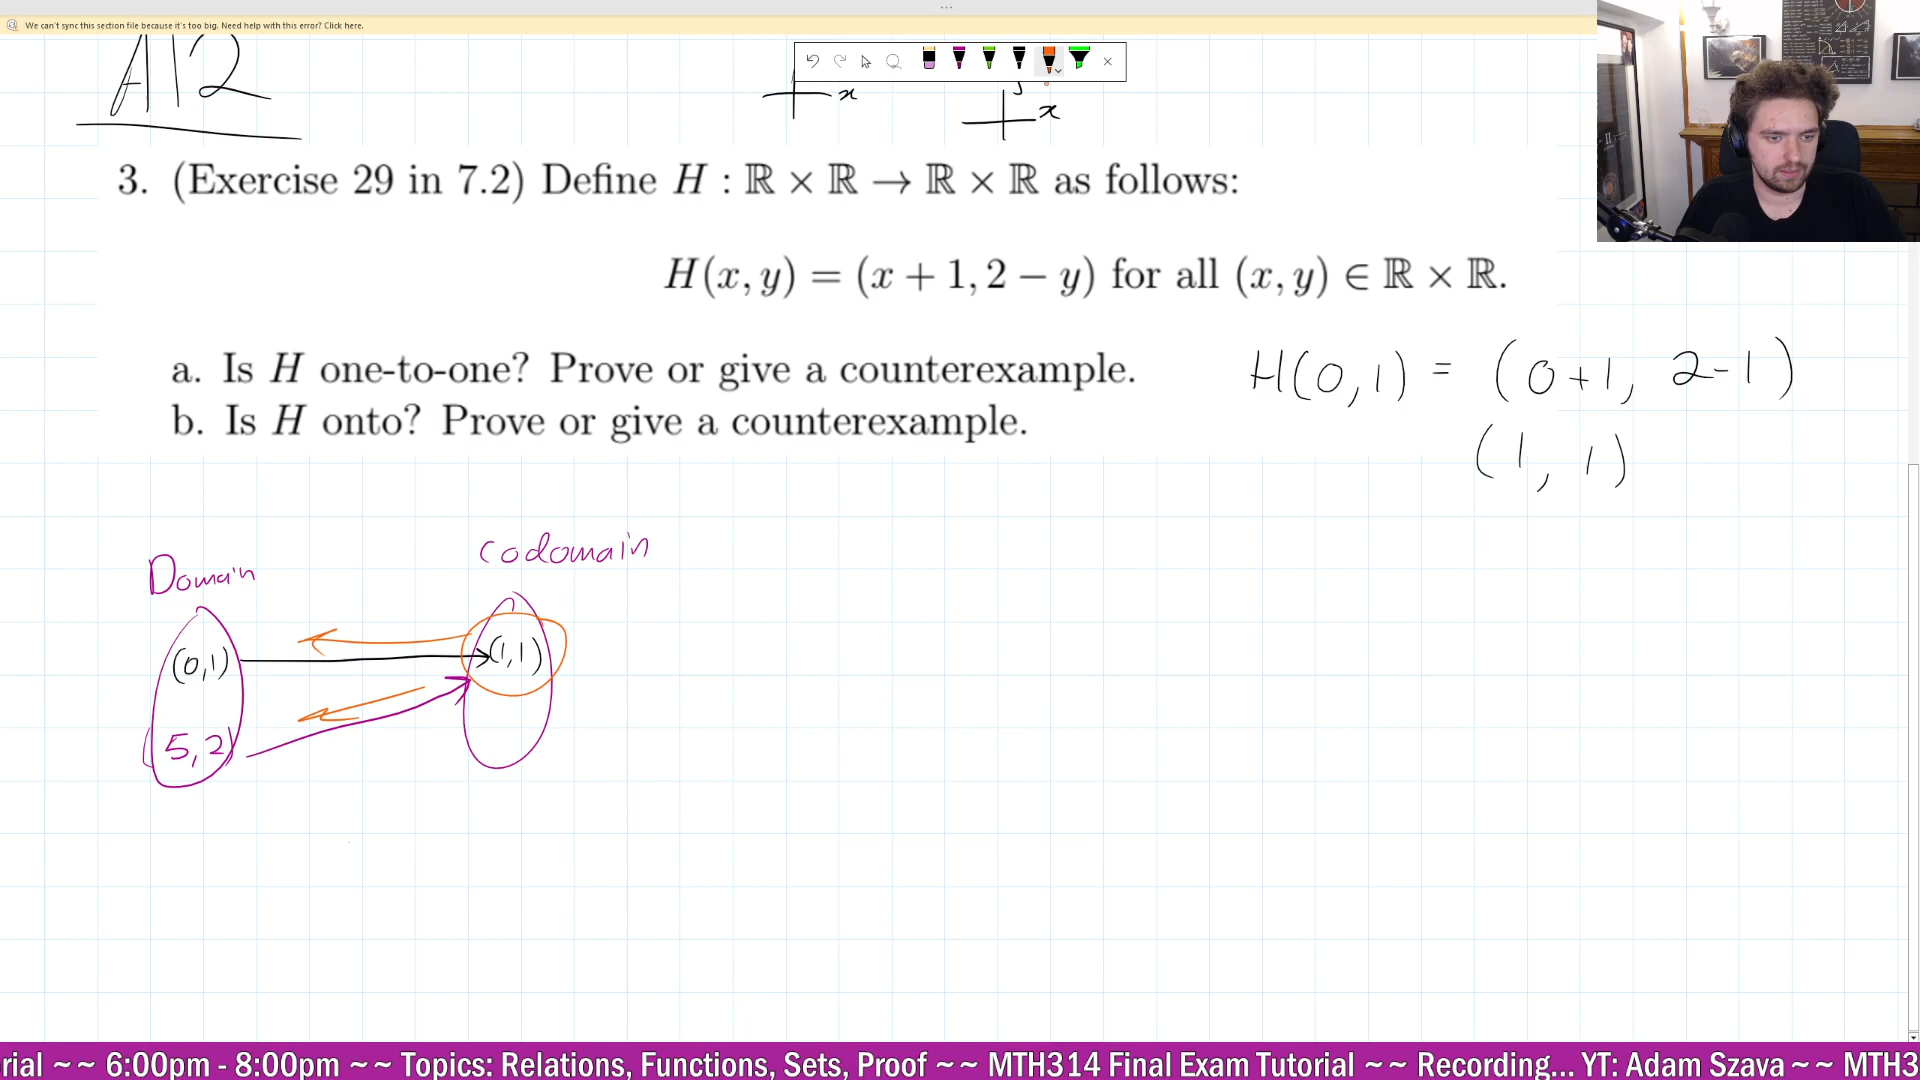 We can't sync this section file because it's too big. Need help with this error? Click here.
A12
x
x
3. (Exercise 29 in 7.2) Define H : ℝ × ℝ → ℝ × ℝ as follows:
H(x, y) = (x + 1, 2 − y) for all (x, y) ∈ ℝ × ℝ.
a. Is H one-to-one? Prove or give a counterexample.
b. Is H onto? Prove or give a counterexample.
H(0,1) = (0+1, 2-1)
(1, 1)
Domain
codomain
(0,1)
(1,1)
(5,2)
rial ~~ 6:00pm - 8:00pm ~~ Topics: Relations, Functions, Sets, Proof ~~ MTH314 Final Exam Tutorial ~~ Recording... YT: Adam Szava ~~ MTH3